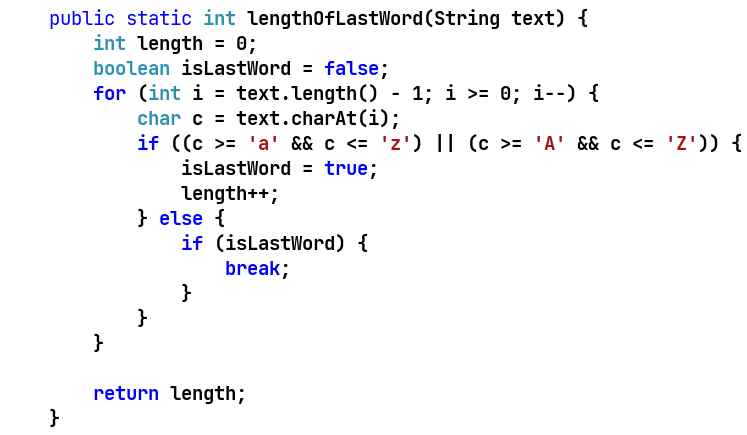 public static int lengthOfLastWord(String text) {
    int length = 0;
    boolean isLastWord = false;
    for (int i = text.length() - 1; i >= 0; i--) {
        char c = text.charAt(i);
        if ((c >= 'a' && c <= 'z') || (c >= 'A' && c <= 'Z')) {
            isLastWord = true;
            length++;
        } else {
            if (isLastWord) {
                break;
            }
        }
    }

    return length;
}